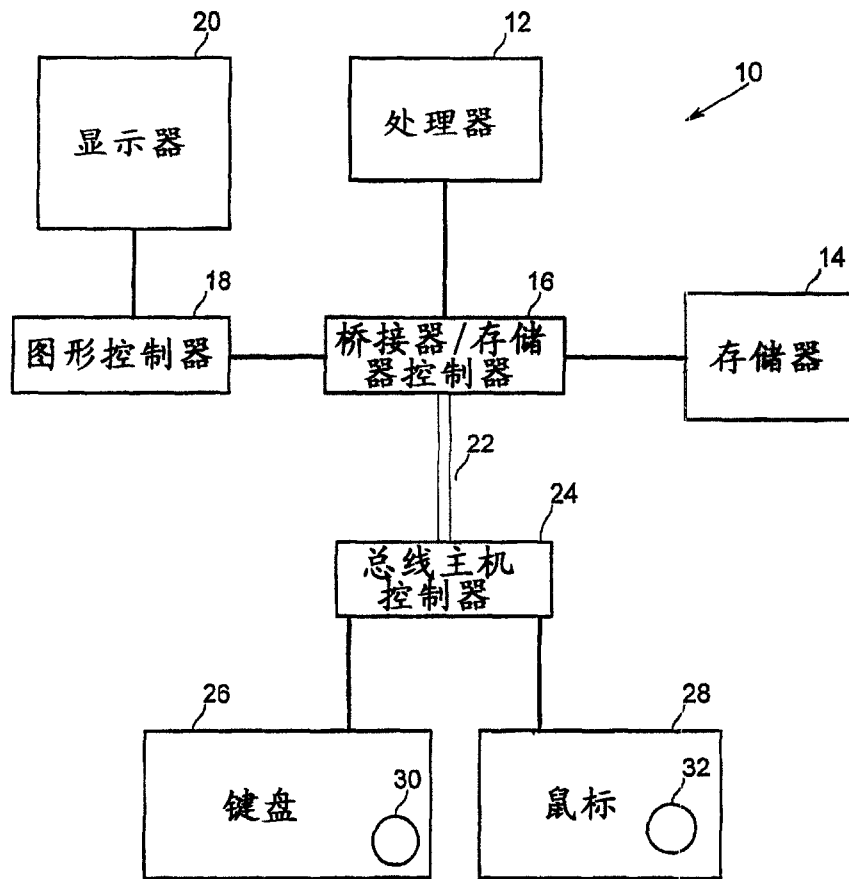 20
12
10
显示器
处理器
18
16
14
图形控制器
桥接器/存储
器控制器
存储器
22
24
总线主机
控制器
26
28
键盘
30
鼠标
32